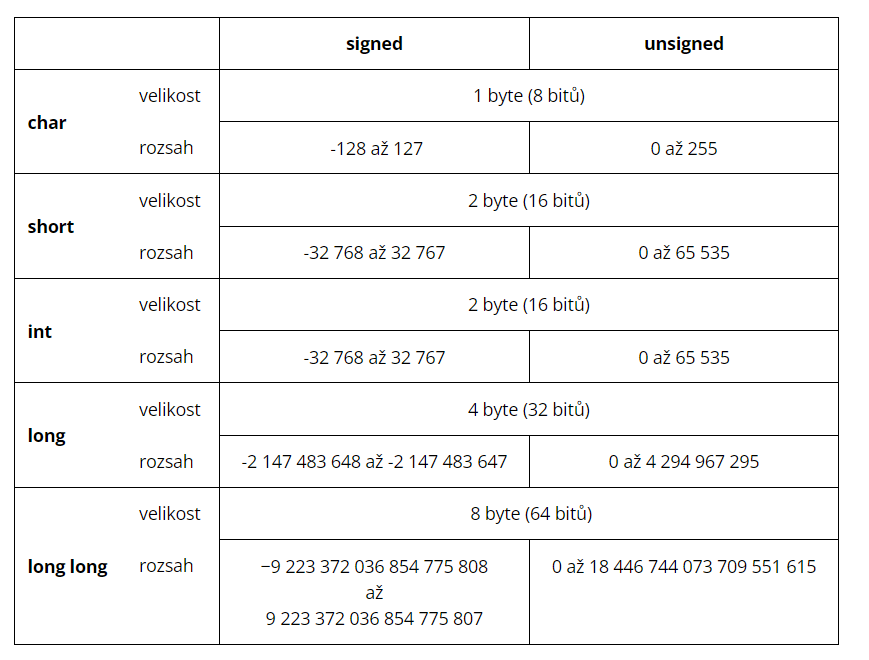 signed unsigned
velikost 1 byte (8 bitů)
char
rozsah -128 až 127 0 až 255
velikost 2 byte (16 bitů)
short
rozsah -32 768 až 32 767 0 až 65 535
velikost 2 byte (16 bitů)
int
rozsah -32 768 až 32 767 0 až 65 535
velikost 4 byte (32 bitů)
long
rozsah -2 147 483 648 až -2 147 483 647 0 až 4 294 967 295
velikost 8 byte (64 bitů)
long long rozsah −9 223 372 036 854 775 808 0 až 18 446 744 073 709 551 615
až
9 223 372 036 854 775 807